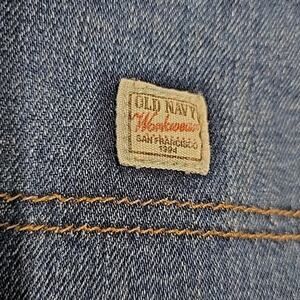 OLD NAVY
Workwear
SAN FRANCISCO
1994